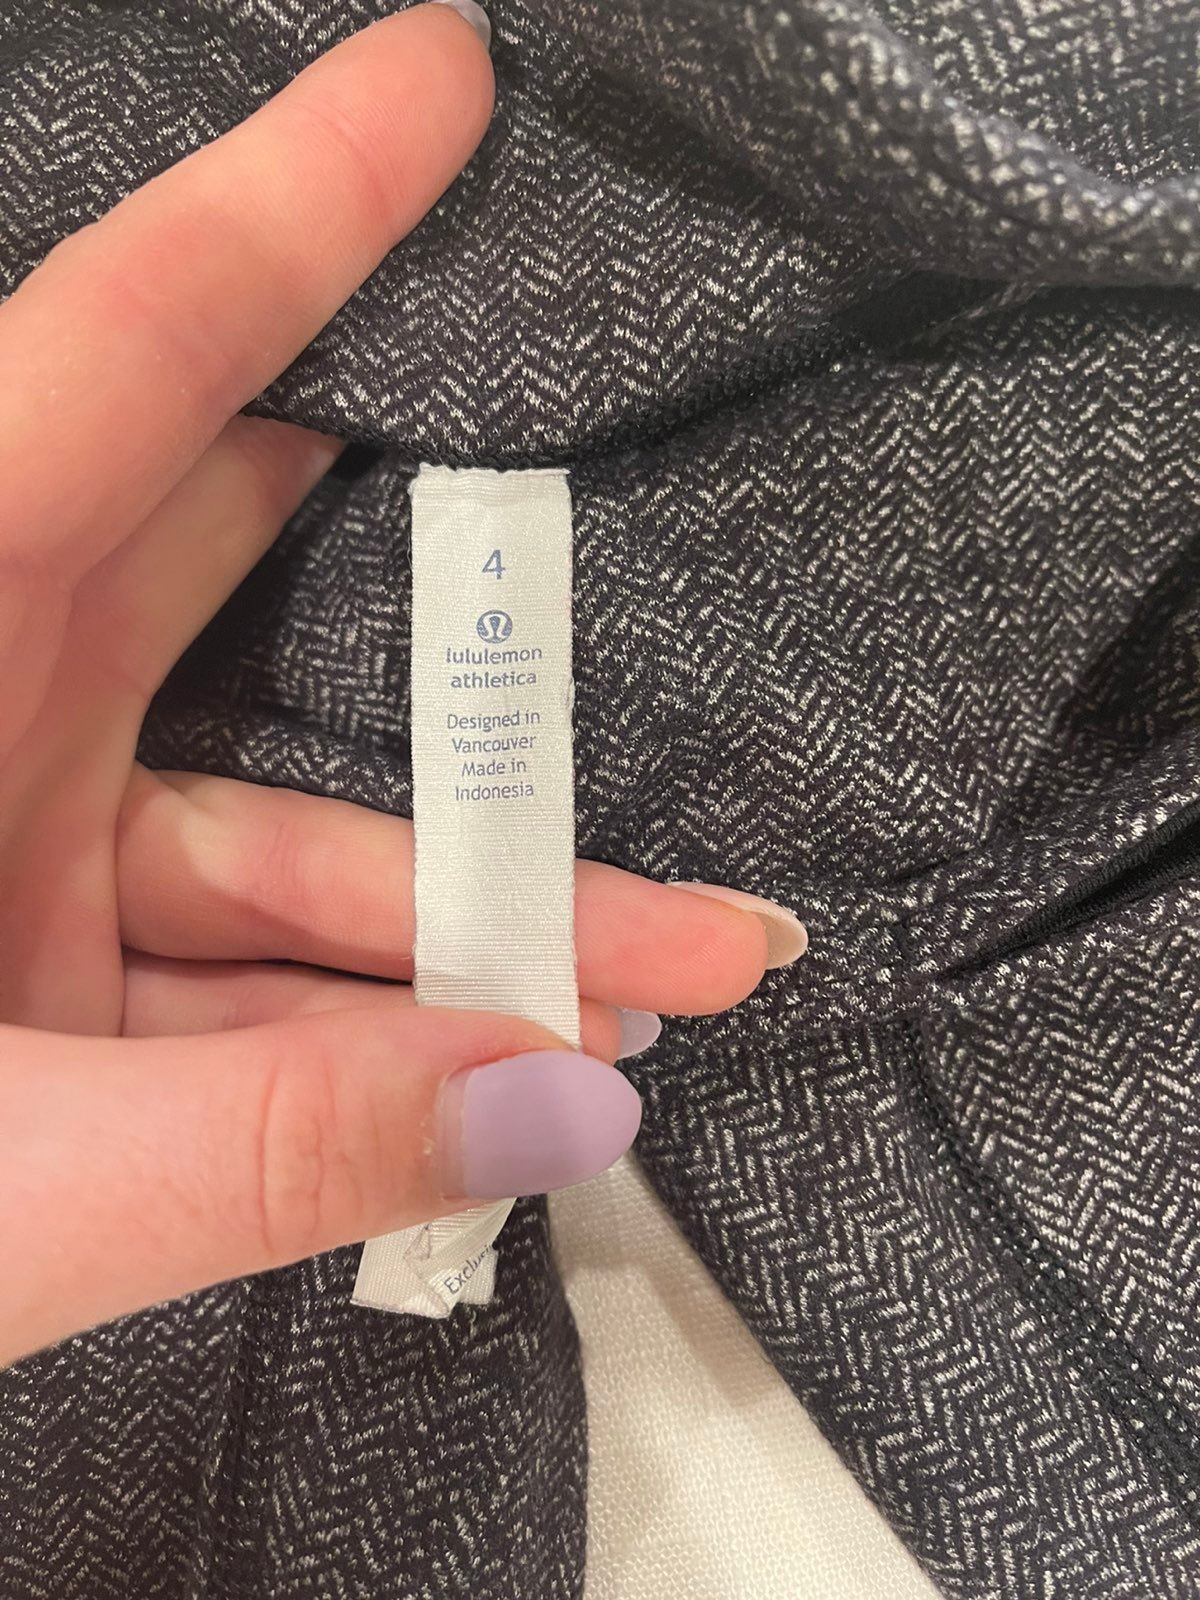 4
lululemon
athletica
Designed in
Vancouver
Made in
Indonesia